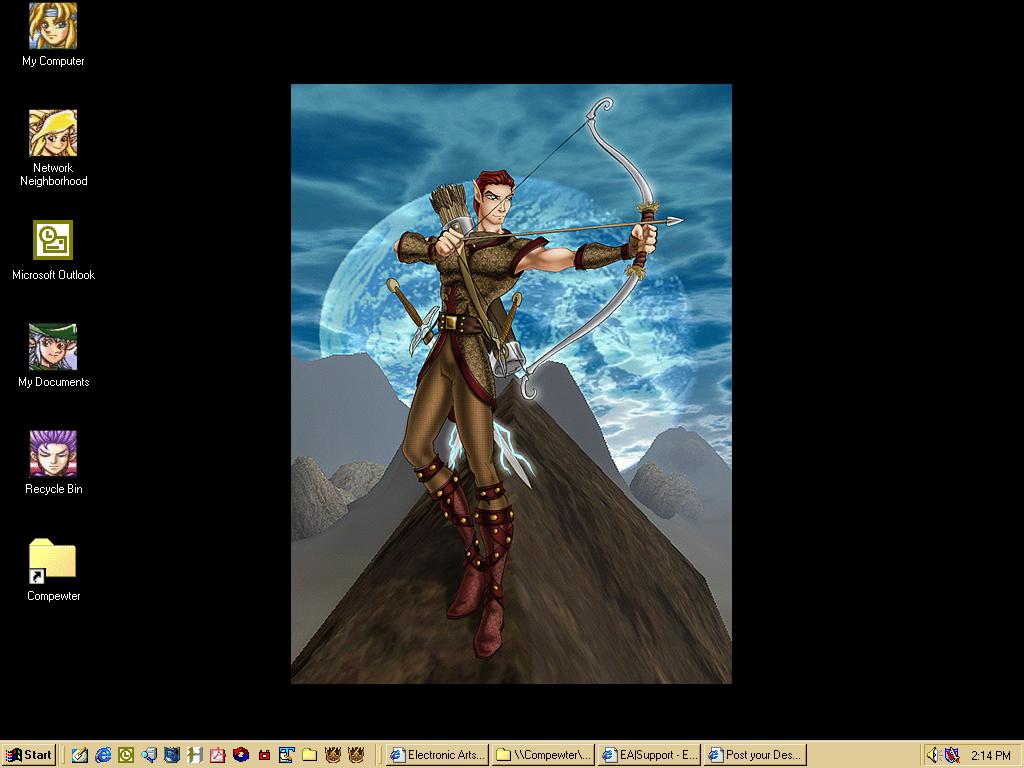 My Computer
Network
Neighborhood
Microsoft Outlook
My Documents
Recycle Bin
Compewter
Start
Electronic Arts...
\\Compewter\...
EA|Support - E...
Post your Des...
2:14 PM